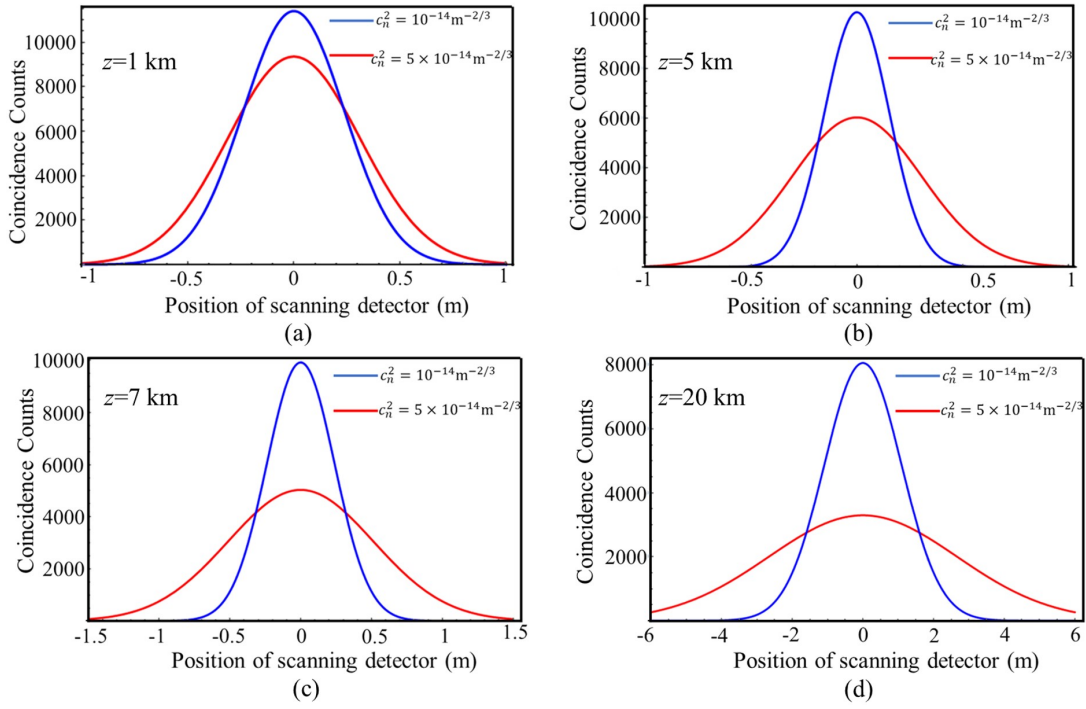 10000
8000
6000
4000
2000
Coincidence Counts
z=1 km
c_n^2 = 10^{-14}m^{-2/3}
c_n^2 = 5 × 10^{-14}m^{-2/3}
-1 -0.5 0 0.5 1
Position of scanning detector (m)
(a)
10000
8000
6000
4000
2000
Coincidence Counts
z=5 km
c_n^2 = 10^{-14}m^{-2/3}
c_n^2 = 5 × 10^{-14}m^{-2/3}
-1 -0.5 0 0.5 1
Position of scanning detector (m)
(b)
10000
8000
6000
4000
2000
Coincidence Counts
z=7 km
c_n^2 = 10^{-14}m^{-2/3}
c_n^2 = 5 × 10^{-14}m^{-2/3}
-1.5 -1 -0.5 0 0.5 1 1.5
Position of scanning detector (m)
(c)
8000
6000
4000
2000
Coincidence Counts
z=20 km
c_n^2 = 10^{-14}m^{-2/3}
c_n^2 = 5 × 10^{-14}m^{-2/3}
-6 -4 -2 0 2 4 6
Position of scanning detector (m)
(d)